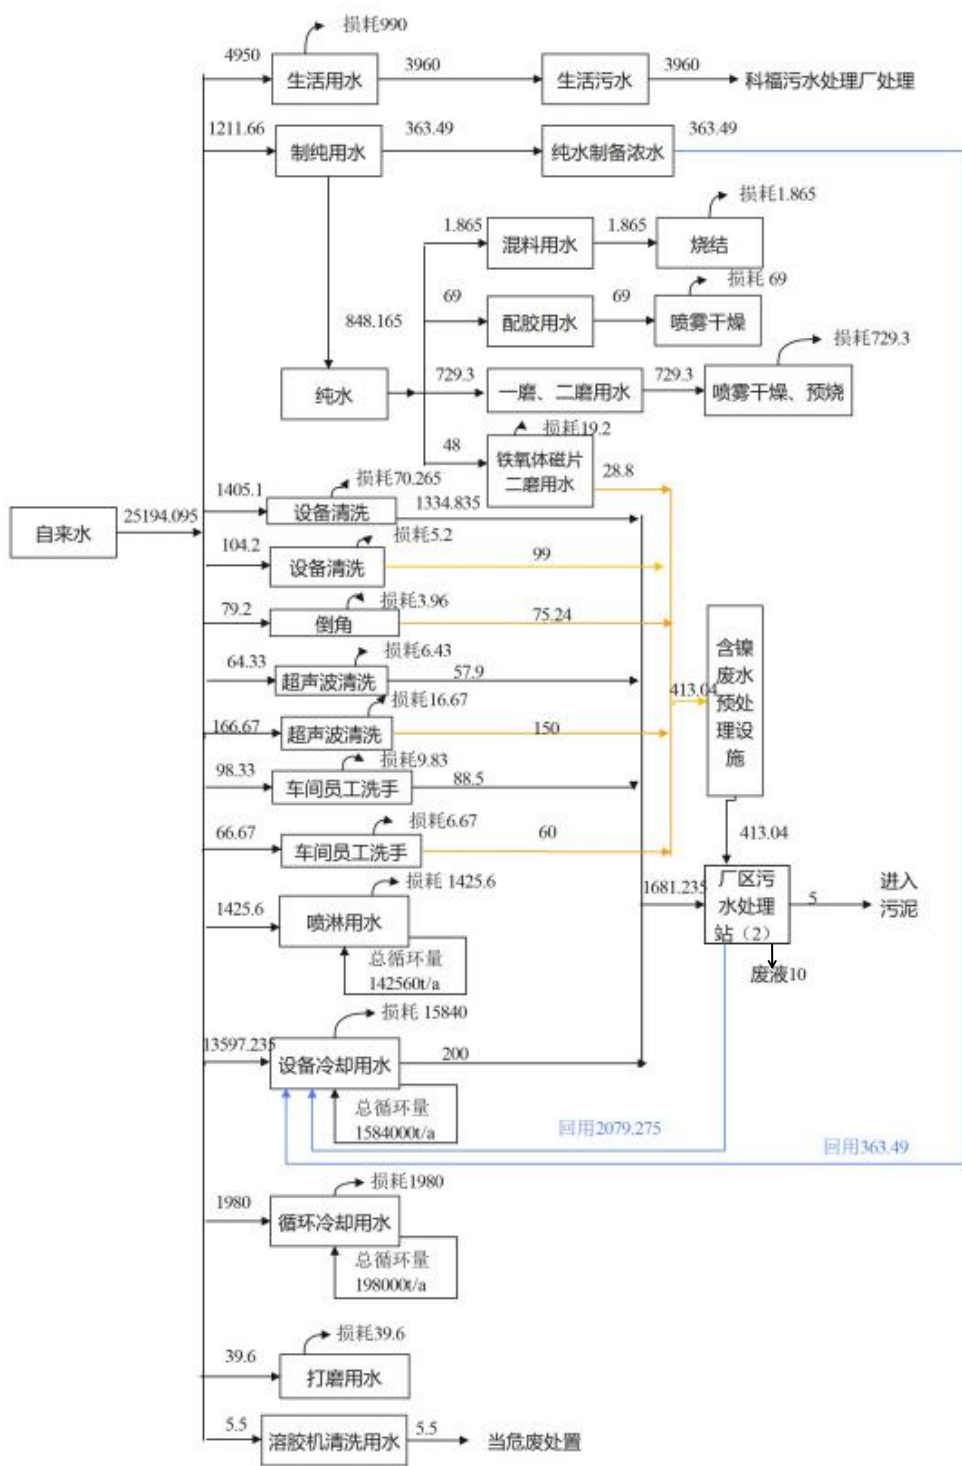 损耗990
4950
生活用水
3960
生活污水
3960
科福污水处理厂处理
1211.66
制纯用水
363.49
纯水制备浓水
363.49
损耗1.865
1.865
混料用水
1.865
烧结
损耗 69
69
配胶用水
69
喷雾干燥
848.165
损耗729.3
纯水
729.3
一磨、二磨用水
729.3
喷雾干燥、预烧
损耗19.2
48
铁氧体磁片
二磨用水
28.8
损耗70.265
1405.1
设备清洗
1334.835
自来水
25194.095
损耗5.2
104.2
设备清洗
99
损耗3.96
79.2
倒角
75.24
损耗6.43
64.33
超声波清洗
57.9
损耗16.67
166.67
超声波清洗
150
413.04
含镍
废水
预处
理设
施
损耗9.83
98.33
车间员工洗手
88.5
损耗6.67
66.67
车间员工洗手
60
413.04
损耗 1425.6
1425.6
喷淋用水
总循环量
142560t/a
1681.235
厂区污
水处理
站（2）
5
进入
污泥
废液10
损耗 15840
13597.235
设备冷却用水
200
总循环量
1584000t/a
回用2079.275
回用363.49
损耗1980
1980
循环冷却用水
总循环量
198000t/a
损耗39.6
39.6
打磨用水
5.5
溶胶机清洗用水
5.5
当危废处置